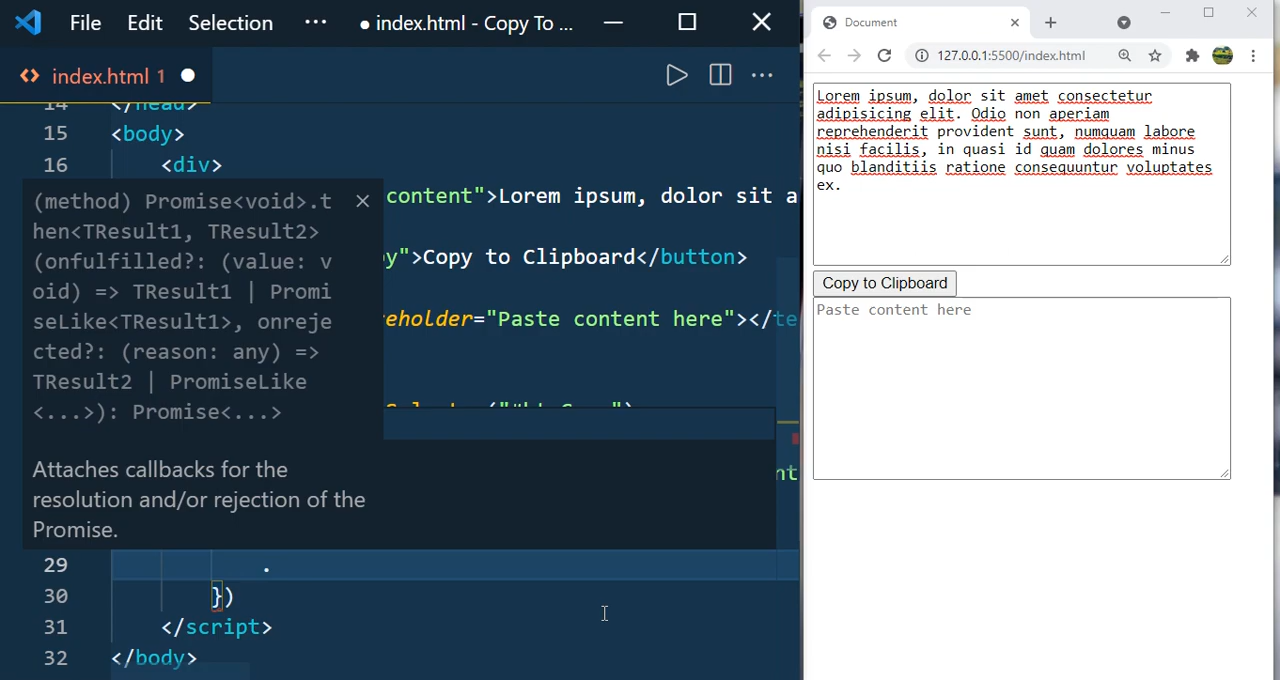 File Edit Selection ··· ● index.html - Copy To ...
index.html 1
14 </head>
15 <body>
16 <div>
content">Lorem ipsum, dolor sit a
y">Copy to Clipboard</button>
eholder="Paste content here"></te
(method) Promise<void>.t
hen<TResult1, TResult2>
(onfulfilled?: (value: v
oid) => TResult1 | Promi
seLike<TResult1>, onreje
cted?: (reason: any) =>
TResult2 | PromiseLike
<...>): Promise<...>
Attaches callbacks for the
resolution and/or rejection of the
Promise.
nt
29 .
30 })
31 </script>
32 </body>
Document
127.0.0.1:5500/index.html
Lorem ipsum, dolor sit amet consectetur
adipisicing elit. Odio non aperiam
reprehenderit provident sunt, numquam labore
nisi facilis, in quasi id quam dolores minus
quo blanditiis ratione consequuntur voluptates
ex.
Copy to Clipboard
Paste content here